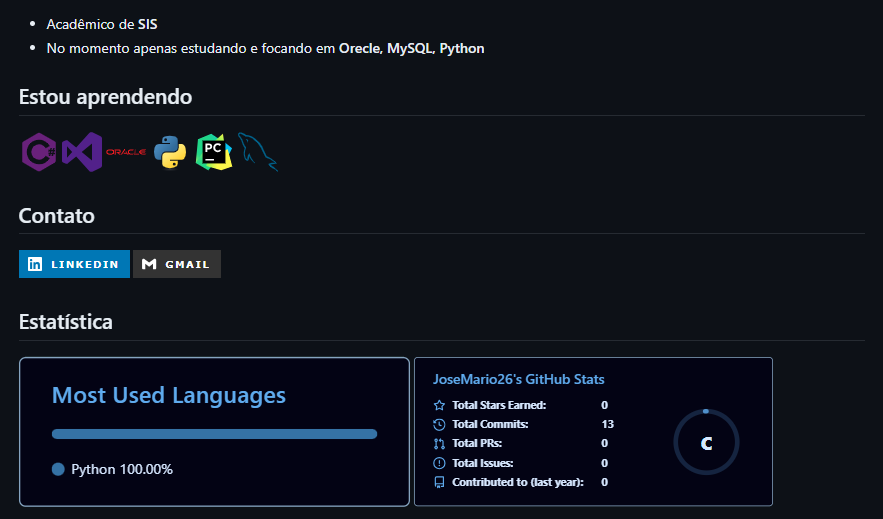 Acadêmico de SIS
No momento apenas estudando e focando em Orecle, MySQL, Python
Estou aprendendo
C# ORACLE PC
Contato
LINKEDIN GMAIL
Estatística
Most Used Languages
Python 100.00%
JoseMario26's GitHub Stats
Total Stars Earned: 0
Total Commits: 13
Total PRs: 0
Total Issues: 0
Contributed to (last year): 0
C